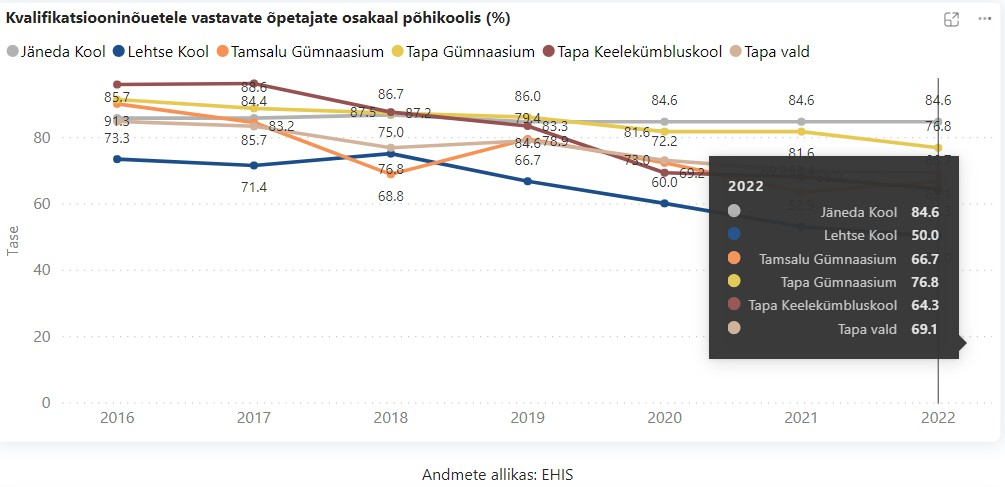 Kvalifikatsiooninõuetele vastavate õpetajate osakaal põhikoolis (%)
Jäneda Kool Lehtse Kool Tamsalu Gümnaasium Tapa Gümnaasium Tapa Keelekümbluskool Tapa vald
88.6 86.7 86.0 84.6 84.6 84.6
85.7 84.4 87.5 87.2 79.4 83.3
91.3 83.2 75.0 81.6 76.8
73.3 85.7 84.6 78.9 72.2 81.6
76.8 66.7 73.0 69.2
71.4 68.8 60.0
80
60
40
20
0
Tase
2016 2017 2018 2019 2020 2021 2022
2022
Jäneda Kool 84.6
Lehtse Kool 50.0
Tamsalu Gümnaasium 66.7
Tapa Gümnaasium 76.8
Tapa Keelekümbluskool 64.3
Tapa vald 69.1
Andmete allikas: EHIS